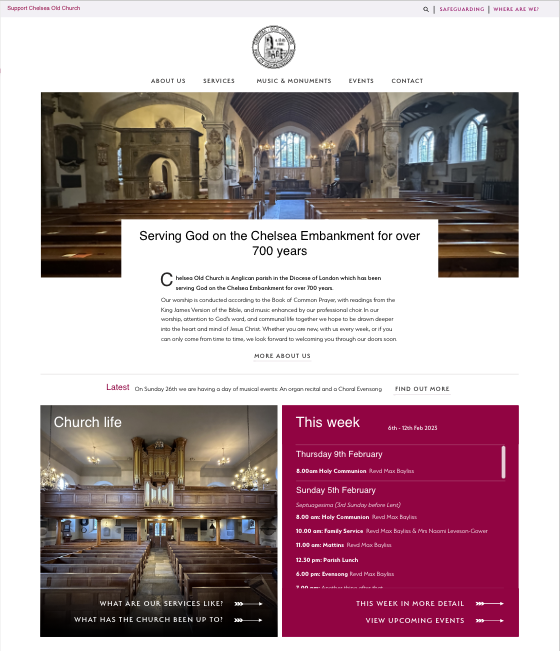 Support Chelsea Old Church
SAFEGUARDING | WHERE ARE WE?
ABOUT US SERVICES MUSIC & MONUMENTS EVENTS CONTACT
Serving God on the Chelsea Embankment for over
700 years
Chelsea Old Church is Anglican parish in the Diocese of London which has been
serving God on the Chelsea Embankment for over 700 years.
Our worship is conducted according to the Book of Common Prayer, with readings from the
King James Version of the Bible, and music enhanced by our professional choir. In our
worship, attention to God's word, and communal life together we hope to be drawn deeper
into the heart and mind of Jesus Christ. Whether you are new, with us every week, or if you
can only come from time to time, we look forward to welcoming you through our doors soon.
MORE ABOUT US
Latest On Sunday 26th we are having a day of musical events: An organ recital and a Choral Evensong FIND OUT MORE
Church life
WHAT ARE OUR SERVICES LIKE?
WHAT HAS THE CHURCH BEEN UP TO?
This week 6th - 12th Feb 2023
Thursday 9th February
8.00am Holy Communion Revd Max Bayliss
Sunday 5th February
Septuagesima (3rd Sunday before Lent)
8.00 am: Holy Communion Revd Max Bayliss
10.00 am: Family Service Revd Max Bayliss & Mrs Naomi Leveson-Gower
11.00 am: Mattins Revd Max Bayliss
12.30 pm: Parish Lunch
6.00 pm: Evensong Revd Max Bayliss
THIS WEEK IN MORE DETAIL
VIEW UPCOMING EVENTS